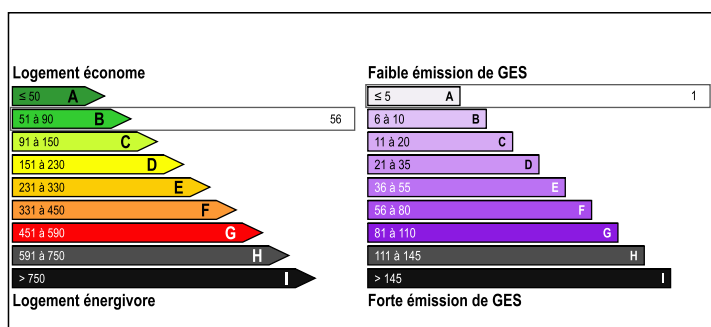 Logement économe
≤ 50 A
51 à 90 B 56
91 à 150 C
151 à 230 D
231 à 330 E
331 à 450 F
451 à 590 G
591 à 750 H
> 750 I
Logement énergivore
Faible émission de GES
≤ 5 A 1
6 à 10 B
11 à 20 C
21 à 35 D
36 à 55 E
56 à 80 F
81 à 110 G
111 à 145 H
> 145 I
Forte émission de GES